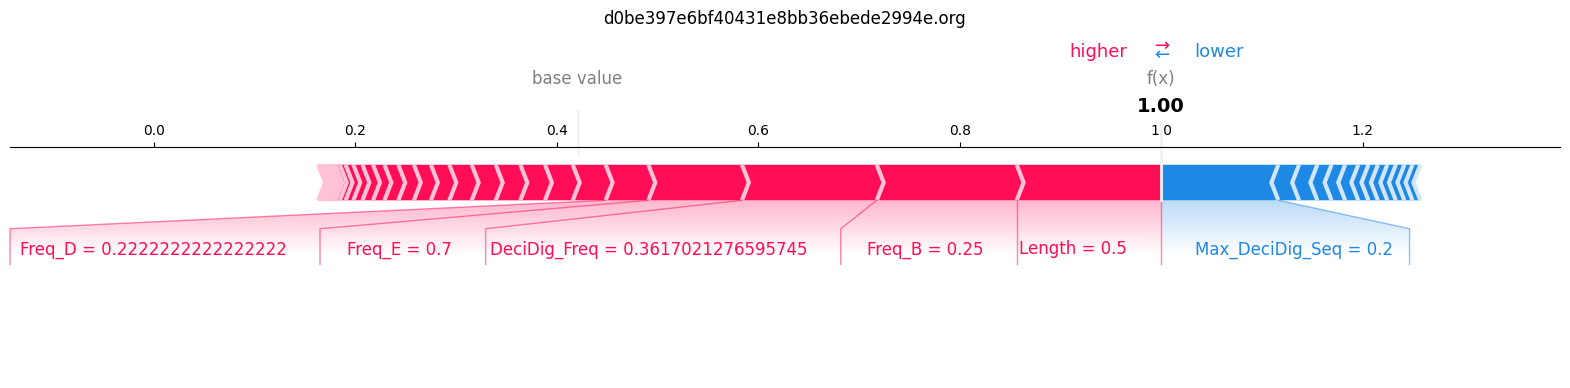 d0be397e6bf40431e8bb36ebede2994e.org
higher ⇄ lower
base value f(x)
1.00
0.0 0.2 0.4 0.6 0.8 1.0 1.2
Freq_D = 0.2222222222222222 Freq_E = 0.7 DeciDig_Freq = 0.3617021276595745 Freq_B = 0.25 Length = 0.5 Max_DeciDig_Seq = 0.2